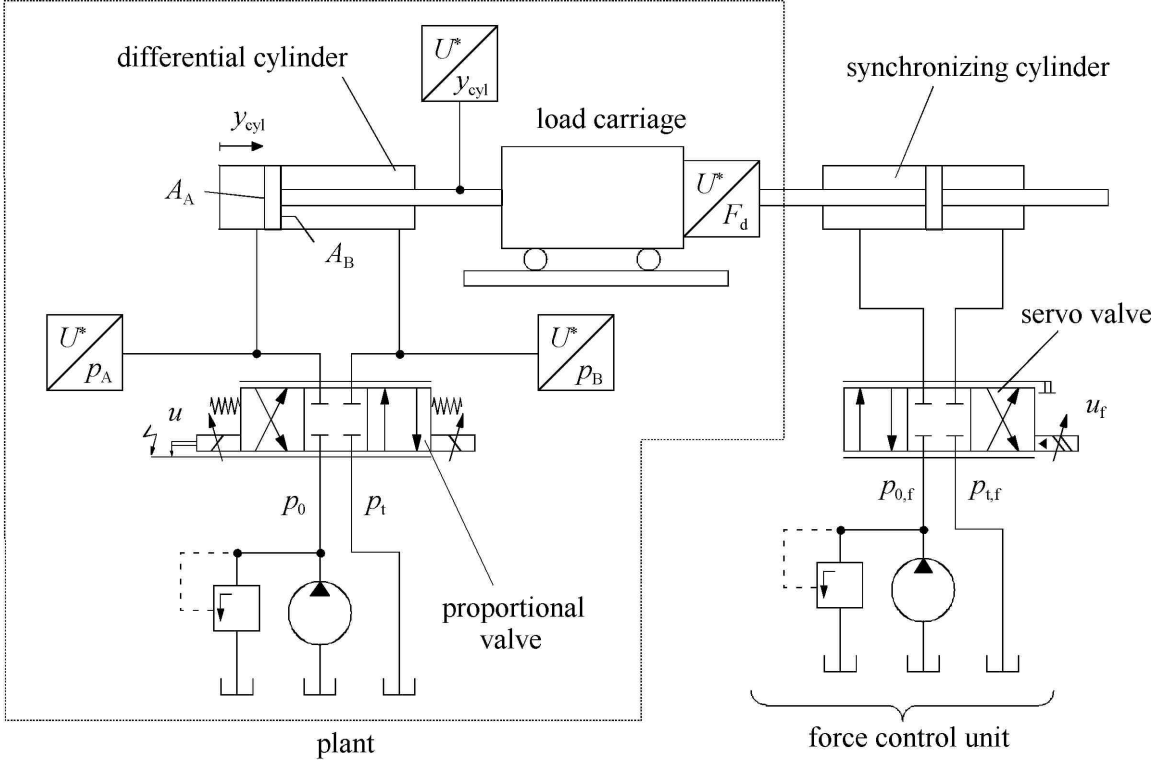 U*
y_cyl
differential cylinder
synchronizing cylinder
load carriage
y_cyl
A_A
U*
F_d
A_B
servo valve
U*
p_A
U*
p_B
u
u_f
p_0
p_t
p_0,f
p_t,f
proportional
valve
plant
force control unit